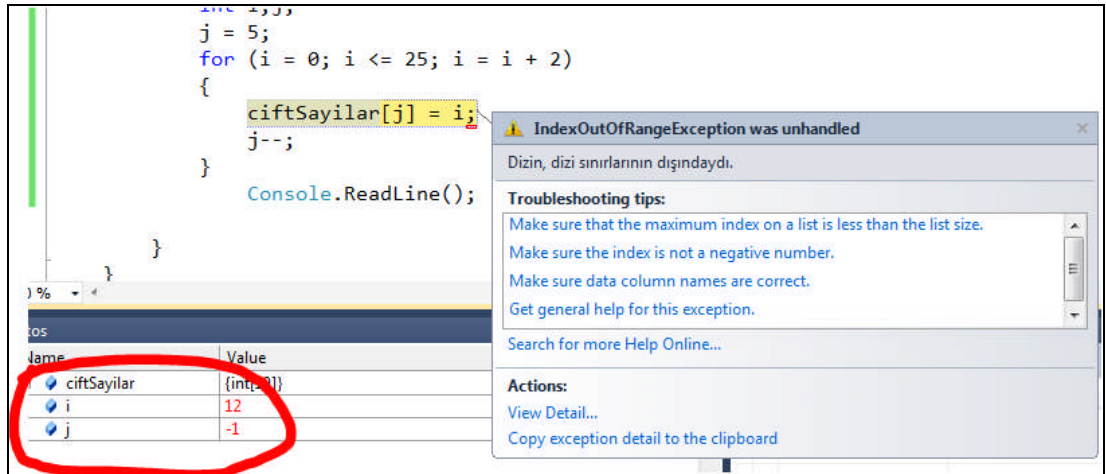 int i,j;
j = 5;
for (i = 0; i <= 25; i = i + 2)
{
ciftSayilar[j] = i;
j--;
}
Console.ReadLine();
}
}
IndexOutOfRangeException was unhandled
Dizin, dizi sınırlarının dışındaydı.
Troubleshooting tips:
Make sure that the maximum index on a list is less than the list size.
Make sure the index is not a negative number.
Make sure data column names are correct.
Get general help for this exception.
Search for more Help Online...
Actions:
View Detail...
Copy exception detail to the clipboard
%
Name Value
ciftSayilar
i 12
j -1